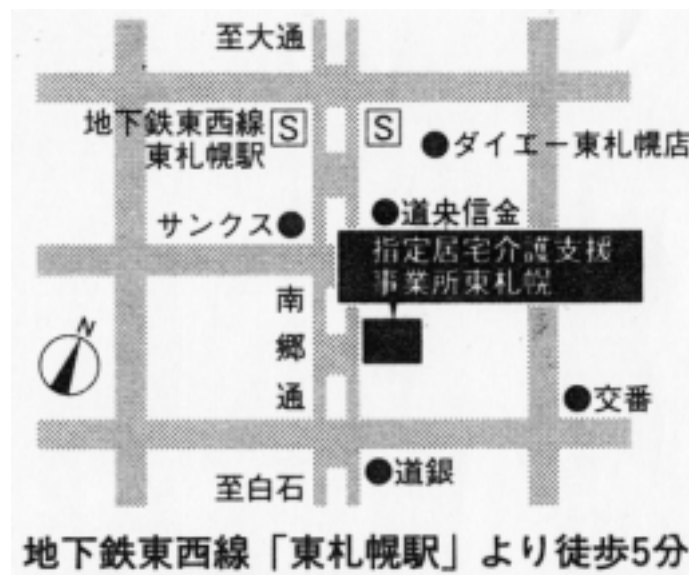 至大通
地下鉄東西線 S
東札幌駅
S
●ダイエー東札幌店
●道央信金
サンクス●
指定居宅介護支援
事業所東札幌
南郷通
N
●交番
●道銀
至白石
地下鉄東西線「東札幌駅」より徒歩5分